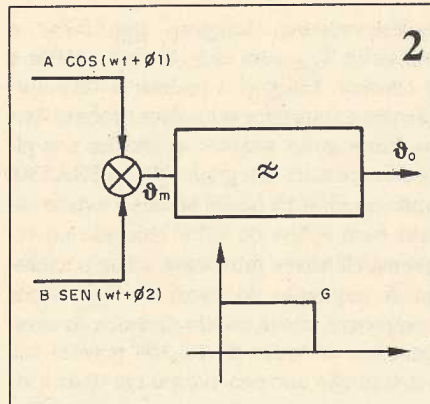 2
A COS(wt+Ø1)
ϑm
≈
ϑo
B SEN(wt+Ø2)
G